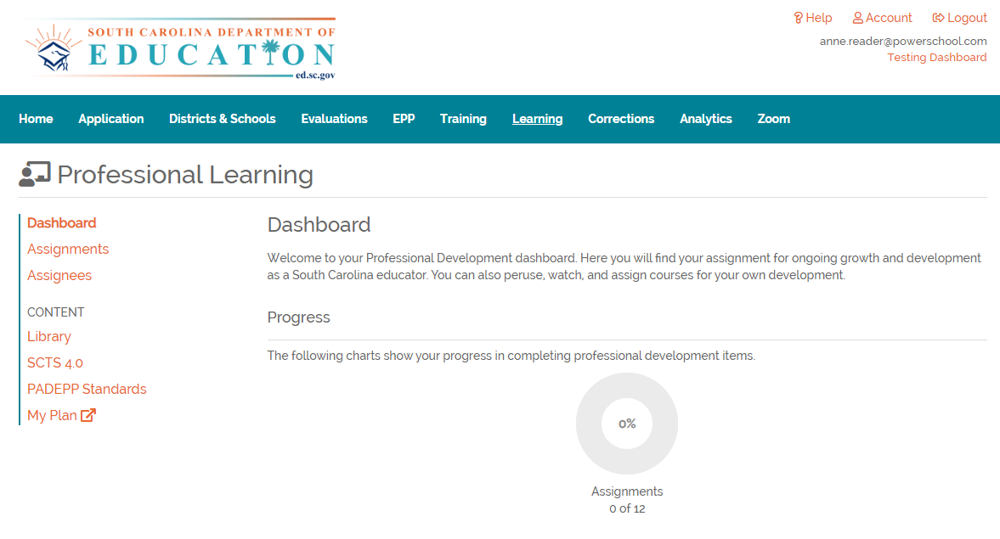 SOUTH CAROLINA DEPARTMENT OF
EDUCATION
ed.sc.gov
Help Account Logout
anne.reader@powerschool.com
Testing Dashboard
Home Application Districts & Schools Evaluations EPP Training Learning Corrections Analytics Zoom
Professional Learning
Dashboard
Assignments
Assignees
CONTENT
Library
SCTS 4.0
PADEPP Standards
My Plan
Dashboard
Welcome to your Professional Development dashboard. Here you will find your assignment for ongoing growth and development
as a South Carolina educator. You can also peruse, watch, and assign courses for your own development.
Progress
The following charts show your progress in completing professional development items.
0%
Assignments
0 of 12